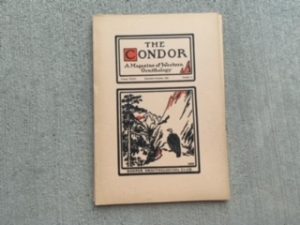 THE
CONDOR
A Magazine of Western
Ornithology
COOPER ORNITHOLOGICAL CLUB